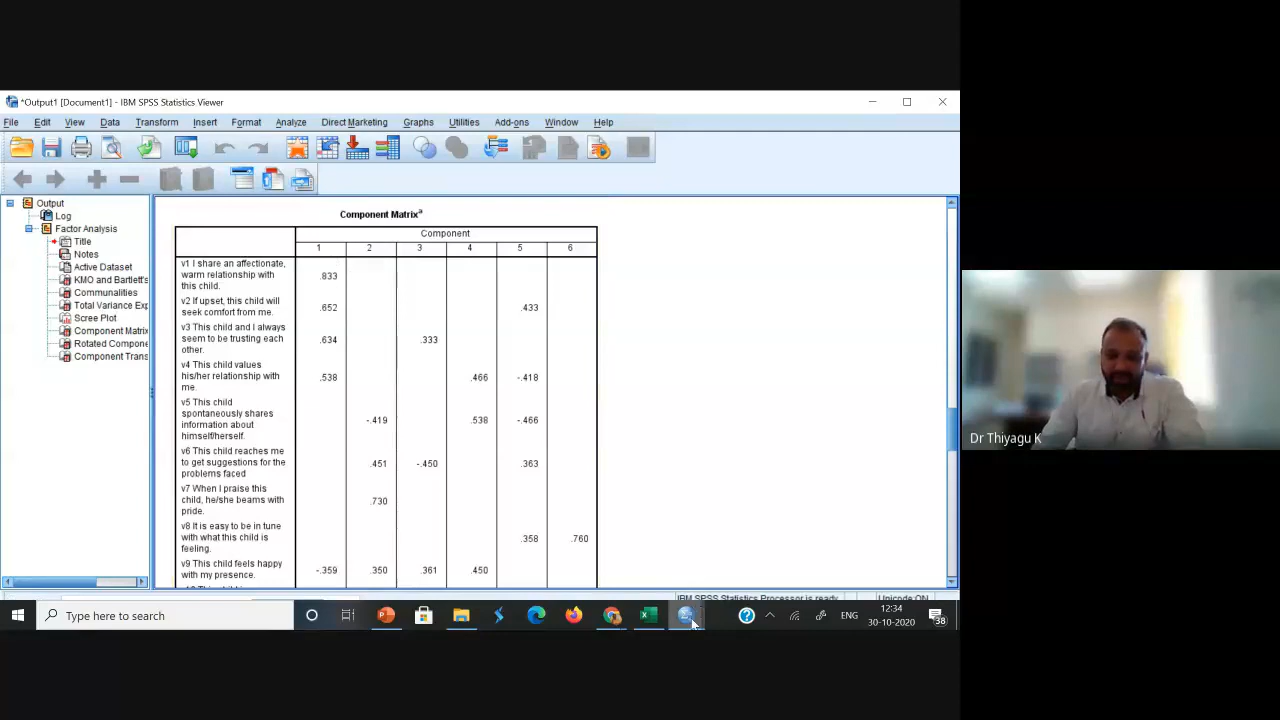 *Output1 [Document1] - IBM SPSS Statistics Viewer
File Edit View Data Transform Insert Format Analyze Direct Marketing Graphs Utilities Add-ons Window Help
Output
Log
Factor Analysis
Title
Notes
Active Dataset
KMO and Bartlett's
Communalities
Total Variance Exp
Scree Plot
Component Matrix
Rotated Compone
Component Trans
Component Matrixª
Component
1 2 3 4 5 6
v1 I share an affectionate,
warm relationship with
this child.
.833
v2 If upset, this child will
seek comfort from me.
.652 .433
v3 This child and I always
seem to be trusting each
other.
.634 .333
v4 This child values
his/her relationship with
me.
.538 .466 -.418
v5 This child
spontaneously shares
information about
himself/herself.
-.419 .538 -.466
v6 This child reaches me
to get suggestions for the
problems faced
.451 -.450 .363
v7 When I praise this
child, he/she beams with
pride.
.730
v8 It is easy to be in tune
with what this child is
feeling.
.358 .760
v9 This child feels happy
with my presence.
-.359 .350 .361 .450
IBM SPSS Statistics Processor is ready
Unicode:ON
Type here to search
ENG
12:34
30-10-2020
38
Dr Thiyagu K